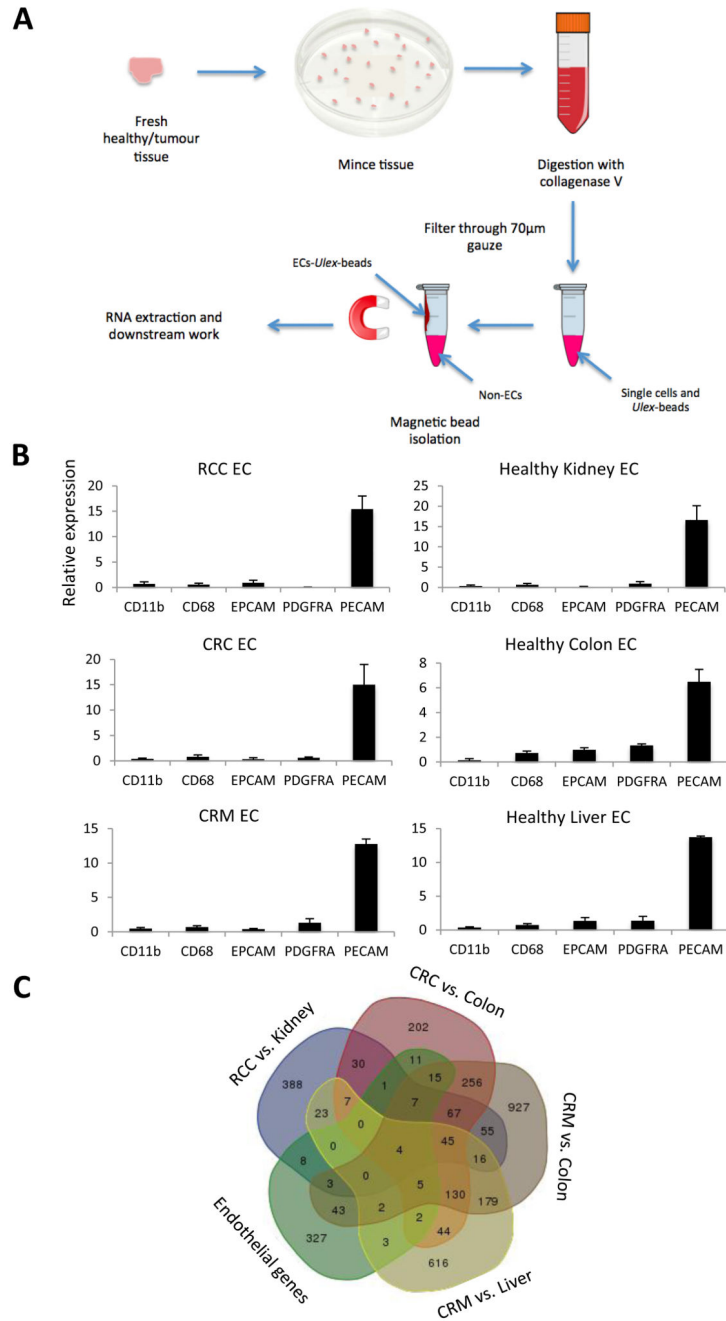 A
Fresh
healthy/tumour
tissue
Mince tissue
Digestion with
collagenase V
Filter through 70µm
gauze
ECs-Ulex-beads
RNA extraction and
downstream work
Non-ECs
Single cells and
Ulex-beads
Magnetic bead
isolation
B
RCC EC
Relative expression
20
15
10
5
0
CD11b CD68 EPCAM PDGFRA PECAM
Healthy Kidney EC
25
20
15
10
5
0
CD11b CD68 EPCAM PDGFRA PECAM
CRC EC
20
15
10
5
0
CD11b CD68 EPCAM PDGFRA PECAM
Healthy Colon EC
8
6
4
2
0
CD11b CD68 EPCAM PDGFRA PECAM
CRM EC
15
10
5
0
CD11b CD68 EPCAM PDGFRA PECAM
Healthy Liver EC
15
10
5
0
CD11b CD68 EPCAM PDGFRA PECAM
C
RCC vs. Kidney
CRC vs. Colon
CRM vs. Colon
CRM vs. Liver
Endothelial genes
202
30 11
1 15 256
388
7 7 67 927
23
0 55
4 45
0 16
8
3 0
5 130 179
43 2
2
327 3 44
616